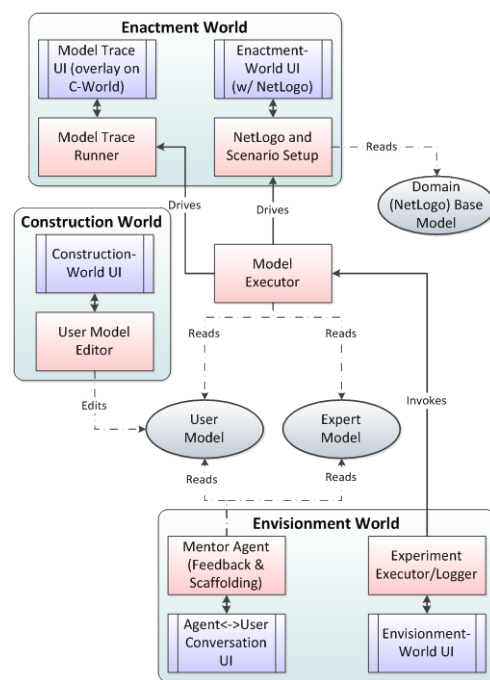 Enactment World
Model Trace
UI (overlay on
C-World)
Enactment-
World UI
(w/ NetLogo)
Model Trace
Runner
NetLogo and
Scenario Setup
Reads
Domain
(NetLogo) Base
Model
Drives
Drives
Construction World
Construction-
World UI
User Model
Editor
Model
Executor
Reads
Reads
Edits
Invokes
User
Model
Expert
Model
Reads
Reads
Envisionment World
Mentor Agent
(Feedback &
Scaffolding)
Experiment
Executor/Logger
Agent<->User
Conversation
UI
Envisionment-
World UI